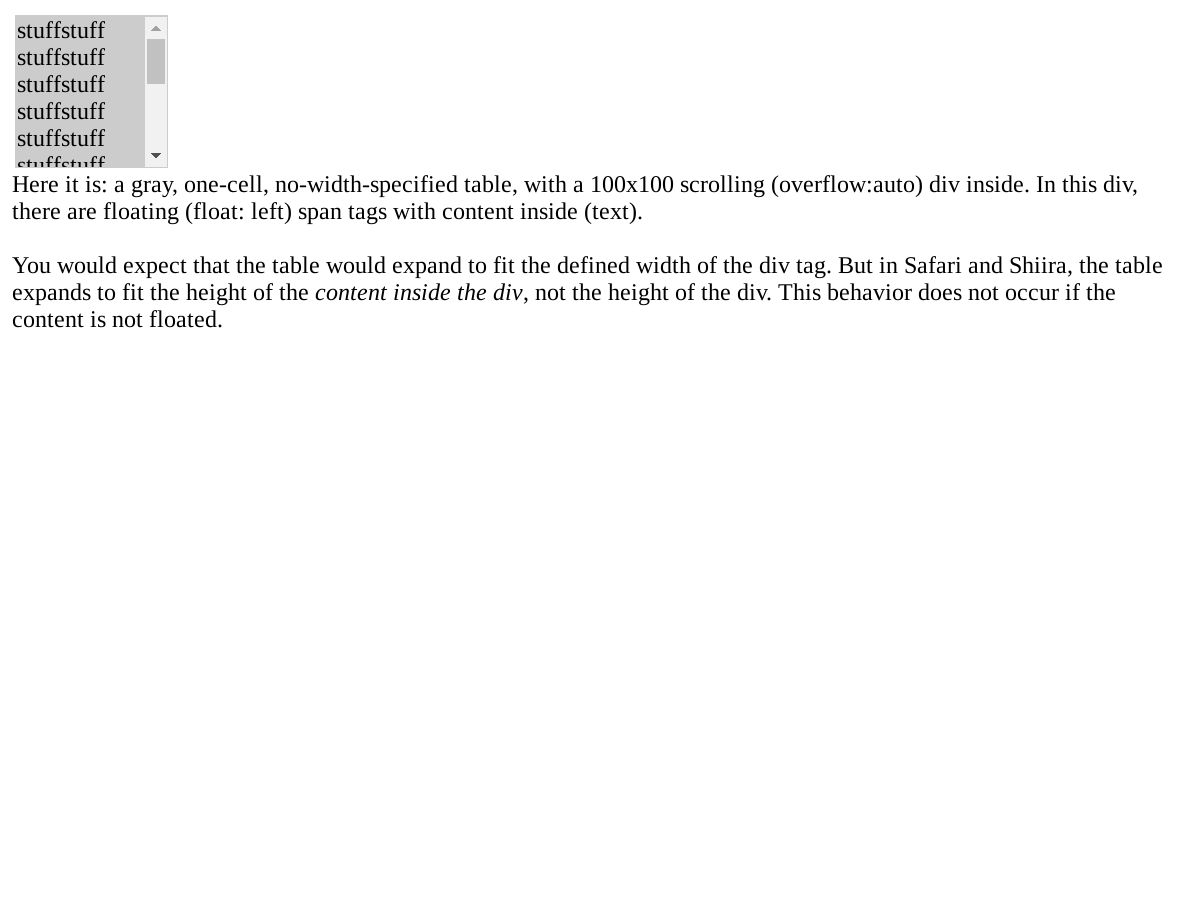 stuffstuff
stuffstuff
stuffstuff
stuffstuff
stuffstuff
stuffstuff
Here it is: a gray, one-cell, no-width-specified table, with a 100x100 scrolling (overflow:auto) div inside. In this div,
there are floating (float: left) span tags with content inside (text).
You would expect that the table would expand to fit the defined width of the div tag. But in Safari and Shiira, the table
expands to fit the height of the content inside the div, not the height of the div. This behavior does not occur if the
content is not floated.